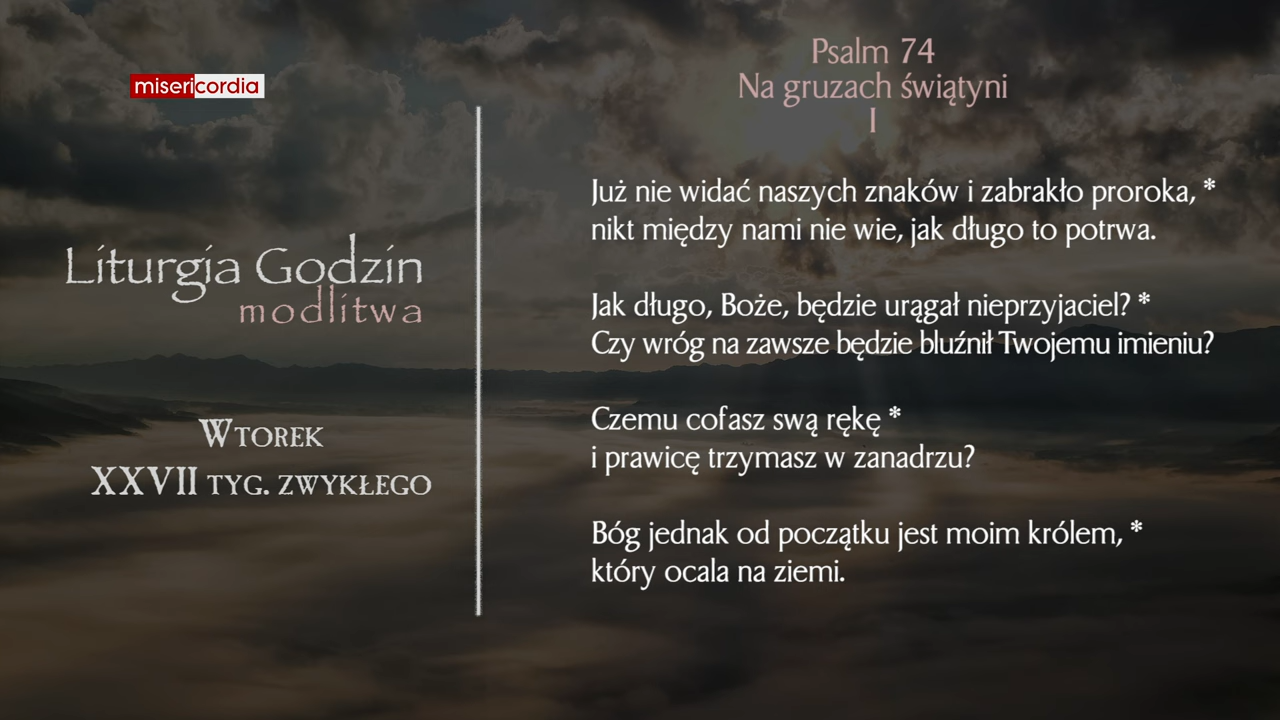 misericordia
Liturgia Godzin
modlitwa
Wtorek
XXVII tyg. zwykłego
Psalm 74
Na gruzach świątyni
I
Już nie widać naszych znaków i zabrakło proroka, *
nikt między nami nie wie, jak długo to potrwa.
Jak długo, Boże, będzie urągał nieprzyjaciel? *
Czy wróg na zawsze będzie bluźnił Twojemu imieniu?
Czemu cofasz swą rękę *
i prawicę trzymasz w zanadrzu?
Bóg jednak od początku jest moim królem, *
który ocala na ziemi.